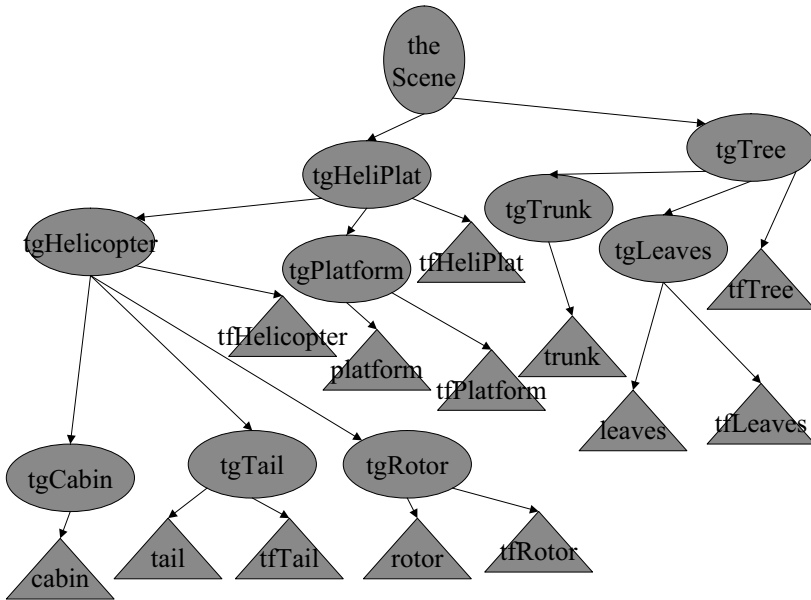 the
Scene
tgTree
tgHeliPlat
tgTrunk
tgHelicopter
tgPlatform
tfHeliPlat
tgLeaves
tfTree
tfHelicopter
platform
tfPlatform
trunk
leaves
tfLeaves
tgCabin
tgTail
tgRotor
cabin
tail
tfTail
rotor
tfRotor